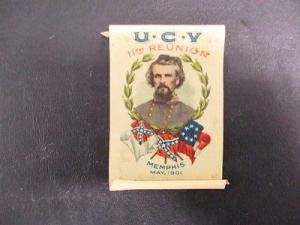 U·C·V
11TH REUNION
MEMPHIS
MAY, 1901.